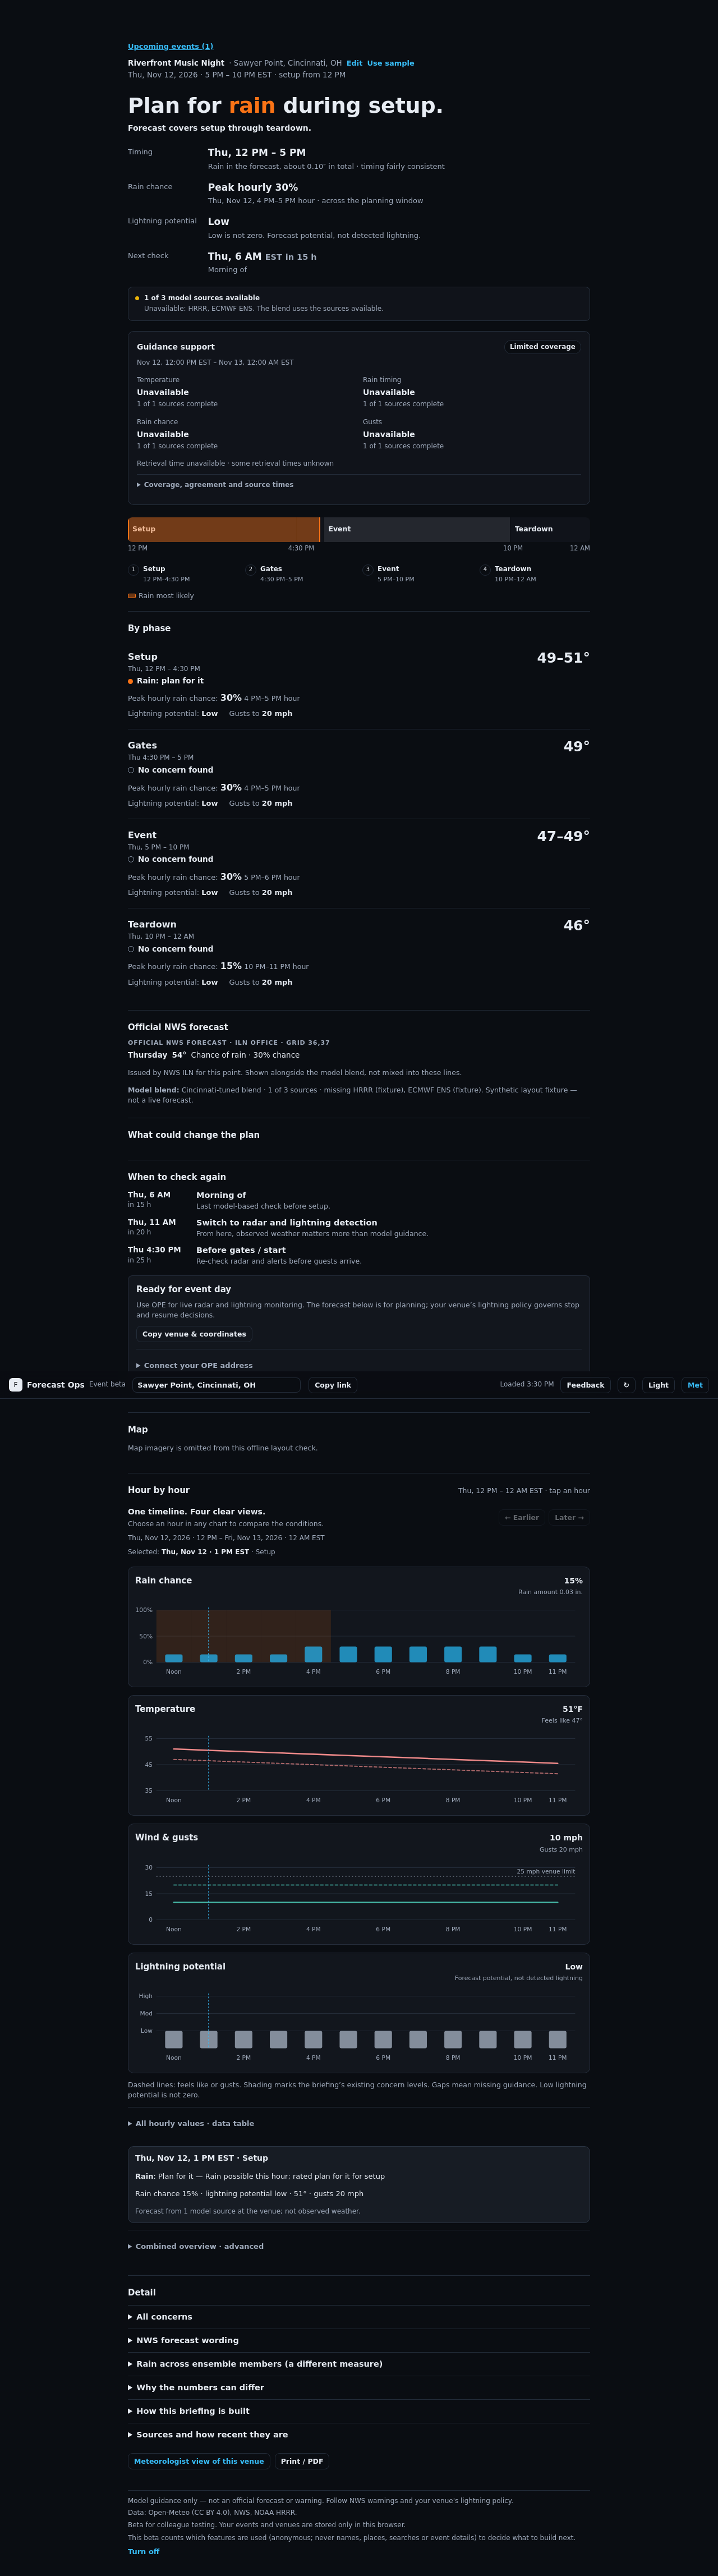 Upcoming events (1)
Riverfront Music Night · Sawyer Point, Cincinnati, OH Edit Use sample
Thu, Nov 12, 2026 · 5 PM – 10 PM EST · setup from 12 PM
Plan for rain during setup.
Forecast covers setup through teardown.
Timing
Thu, 12 PM – 5 PM
Rain in the forecast, about 0.10″ in total · timing fairly consistent
Rain chance
Peak hourly 30%
Thu, Nov 12, 4 PM–5 PM hour · across the planning window
Lightning potential
Low
Low is not zero. Forecast potential, not detected lightning.
Next check
Thu, 6 AM EST in 15 h
Morning of
1 of 3 model sources available
Unavailable: HRRR, ECMWF ENS. The blend uses the sources available.
Guidance support
Limited coverage
Nov 12, 12:00 PM EST – Nov 13, 12:00 AM EST
Temperature
Unavailable
1 of 1 sources complete
Rain timing
Unavailable
1 of 1 sources complete
Rain chance
Unavailable
1 of 1 sources complete
Gusts
Unavailable
1 of 1 sources complete
Retrieval time unavailable · some retrieval times unknown
▸ Coverage, agreement and source times
Setup Event Teardown
12 PM 4:30 PM 10 PM 12 AM
1 Setup
12 PM–4:30 PM
2 Gates
4:30 PM–5 PM
3 Event
5 PM–10 PM
4 Teardown
10 PM–12 AM
Rain most likely
By phase
Setup 49–51°
Thu, 12 PM – 4:30 PM
Rain: plan for it
Peak hourly rain chance: 30% 4 PM–5 PM hour
Lightning potential: Low Gusts to 20 mph
Gates 49°
Thu 4:30 PM – 5 PM
No concern found
Peak hourly rain chance: 30% 4 PM–5 PM hour
Lightning potential: Low Gusts to 20 mph
Event 47–49°
Thu, 5 PM – 10 PM
No concern found
Peak hourly rain chance: 30% 5 PM–6 PM hour
Lightning potential: Low Gusts to 20 mph
Teardown 46°
Thu, 10 PM – 12 AM
No concern found
Peak hourly rain chance: 15% 10 PM–11 PM hour
Lightning potential: Low Gusts to 20 mph
Official NWS forecast
OFFICIAL NWS FORECAST · ILN OFFICE · GRID 36,37
Thursday 54° Chance of rain · 30% chance
Issued by NWS ILN for this point. Shown alongside the model blend, not mixed into these lines.
Model blend: Cincinnati-tuned blend · 1 of 3 sources · missing HRRR (fixture), ECMWF ENS (fixture). Synthetic layout fixture —
not a live forecast.
What could change the plan
When to check again
Thu, 6 AM
in 15 h
Morning of
Last model-based check before setup.
Thu, 11 AM
in 20 h
Switch to radar and lightning detection
From here, observed weather matters more than model guidance.
Thu 4:30 PM
in 25 h
Before gates / start
Re-check radar and alerts before guests arrive.
Ready for event day
Use OPE for live radar and lightning monitoring. The forecast below is for planning; your venue's lightning policy governs stop
and resume decisions.
Copy venue & coordinates
▸ Connect your OPE address
F Forecast Ops Event beta Sawyer Point, Cincinnati, OH Copy link Loaded 3:30 PM Feedback ↻ Light Met
Map
Map imagery is omitted from this offline layout check.
Hour by hour
Thu, 12 PM – 12 AM EST · tap an hour
One timeline. Four clear views.
Choose an hour in any chart to compare the conditions.
← Earlier Later →
Thu, Nov 12, 2026 · 12 PM – Fri, Nov 13, 2026 · 12 AM EST
Selected: Thu, Nov 12 · 1 PM EST · Setup
Rain chance 15%
Rain amount 0.03 in.
100%
50%
0%
Noon 2 PM 4 PM 6 PM 8 PM 10 PM 11 PM
Temperature 51°F
Feels like 47°
55
45
35
Noon 2 PM 4 PM 6 PM 8 PM 10 PM 11 PM
Wind & gusts 10 mph
Gusts 20 mph
30
25 mph venue limit
15
0
Noon 2 PM 4 PM 6 PM 8 PM 10 PM 11 PM
Lightning potential Low
Forecast potential, not detected lightning
High
Mod
Low
Noon 2 PM 4 PM 6 PM 8 PM 10 PM 11 PM
Dashed lines: feels like or gusts. Shading marks the briefing's existing concern levels. Gaps mean missing guidance. Low lightning
potential is not zero.
▸ All hourly values · data table
Thu, Nov 12, 1 PM EST · Setup
Rain: Plan for it — Rain possible this hour; rated plan for it for setup
Rain chance 15% · lightning potential low · 51° · gusts 20 mph
Forecast from 1 model source at the venue; not observed weather.
▸ Combined overview · advanced
Detail
▸ All concerns
▸ NWS forecast wording
▸ Rain across ensemble members (a different measure)
▸ Why the numbers can differ
▸ How this briefing is built
▸ Sources and how recent they are
Meteorologist view of this venue Print / PDF
Model guidance only — not an official forecast or warning. Follow NWS warnings and your venue's lightning policy.
Data: Open-Meteo (CC BY 4.0), NWS, NOAA HRRR.
Beta for colleague testing. Your events and venues are stored only in this browser.
This beta counts which features are used (anonymous; never names, places, searches or event details) to decide what to build next.
Turn off